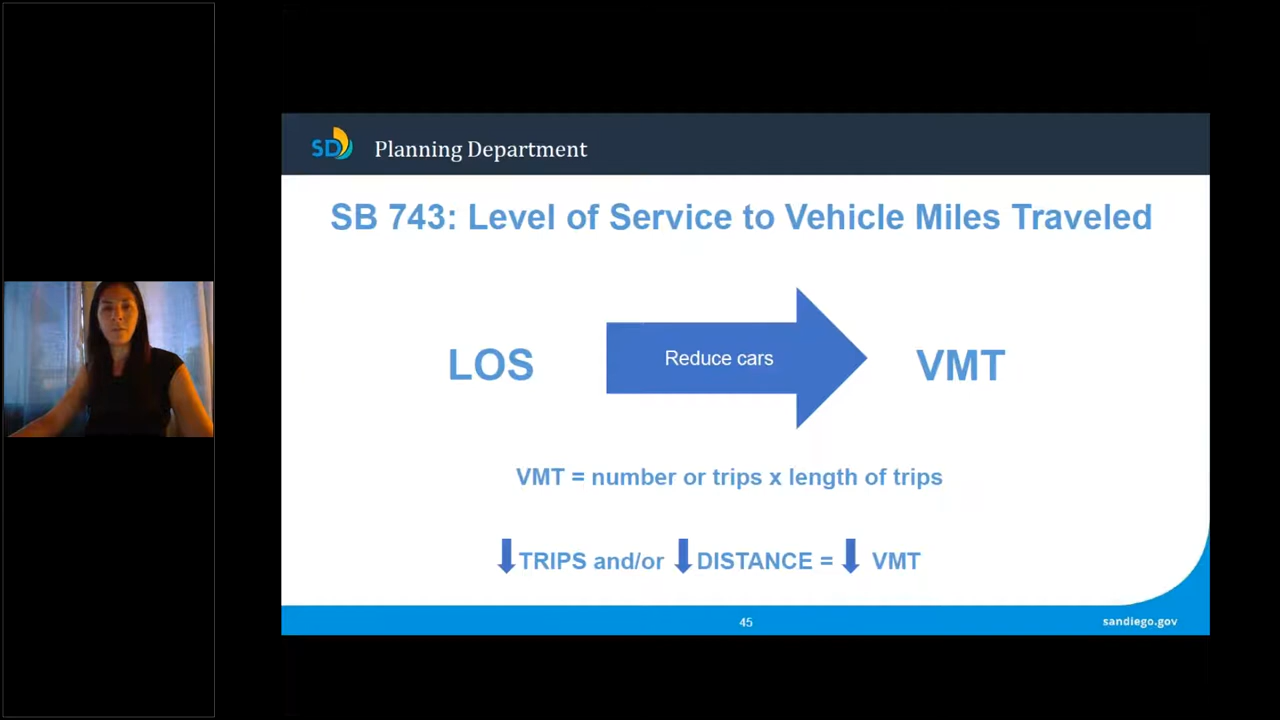 SD
Planning Department
SB 743: Level of Service to Vehicle Miles Traveled
LOS
Reduce cars
VMT
VMT = number or trips x length of trips
TRIPS and/or DISTANCE = VMT
45
sandiego.gov